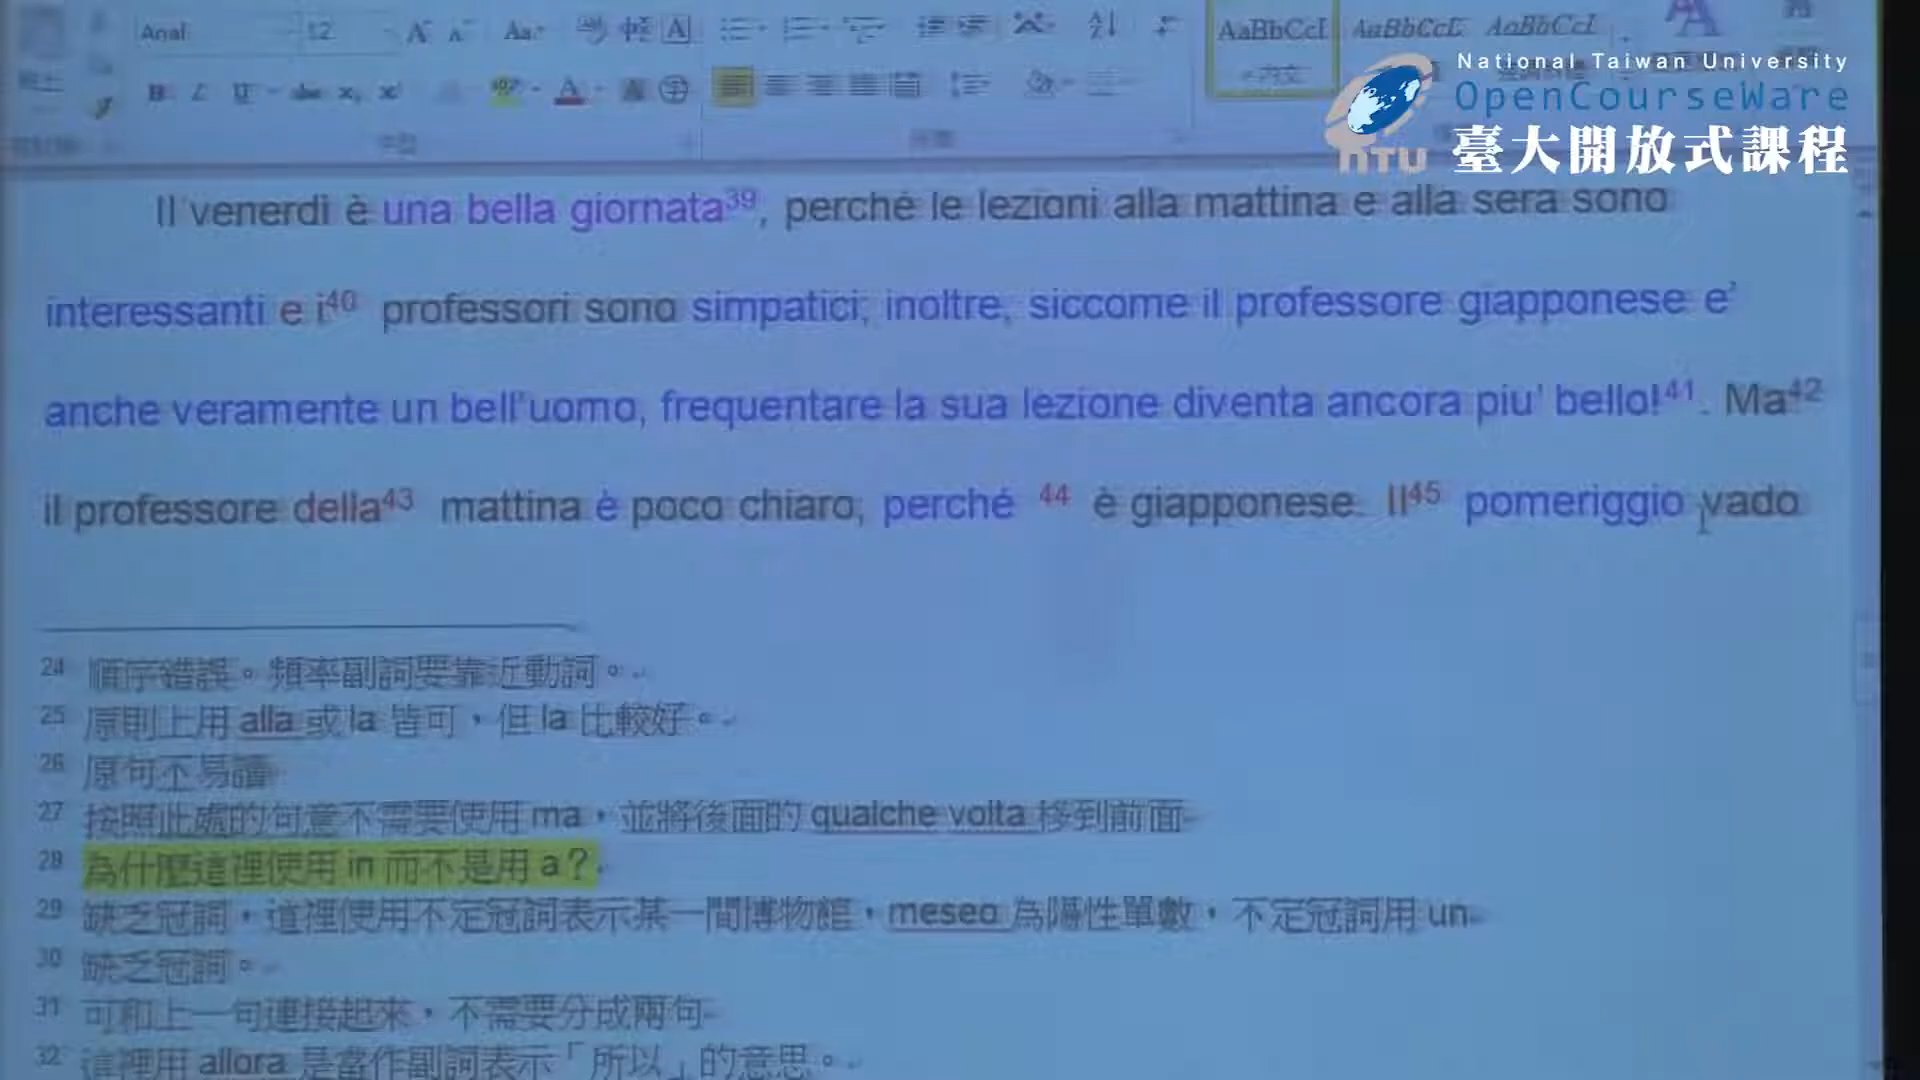 Arial 12
AaBbCcI AaBbCcE AaBbCcI
National Taiwan University
OpenCourseWare
臺大開放式課程
NTU
Il venerdì è una bella giornata39, perché le lezioni alla mattina e alla sera sono
interessanti e i40 professori sono simpatici; inoltre, siccome il professore giapponese e'
anche veramente un bell'uomo, frequentare la sua lezione diventa ancora piu' bello!41. Ma42
il professore della43 mattina è poco chiaro, perché 44 è giapponese. Il45 pomeriggio vado
24 順序錯誤。頻率副詞要靠近動詞。
25 原則上用 alla 或 la 皆可，但 la 比較好。
26 原句不易讀
27 按照此處的句意不需要使用 ma，並將後面的 qualche volta 移到前面
28 為什麼這裡使用 in 而不是用 a？
29 缺乏冠詞，這裡使用不定冠詞表示某一間博物館，meseo 為陽性單數，不定冠詞用 un
30 缺乏冠詞。
31 可和上一句連接起來，不需要分成兩句
32 這裡用 allora 是當作副詞表示「所以」的意思。